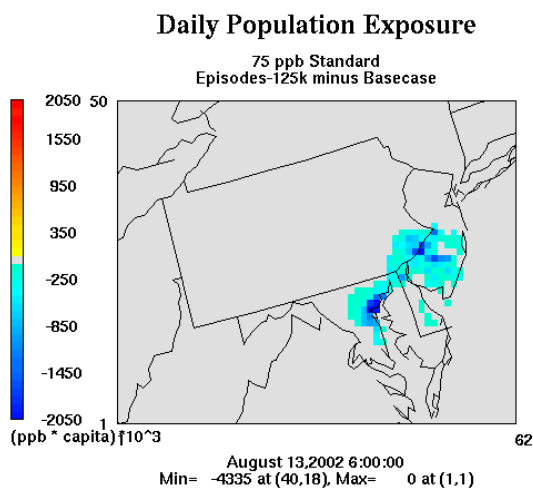 Daily Population Exposure
75 ppb Standard
Episodes-125k minus Basecase
2050
1550
950
350
-250
-850
-1450
-2050
(ppb * capita) *10^3
50
1
62
August 13,2002 6:00:00
Min= -4335 at (40,18), Max= 0 at (1,1)